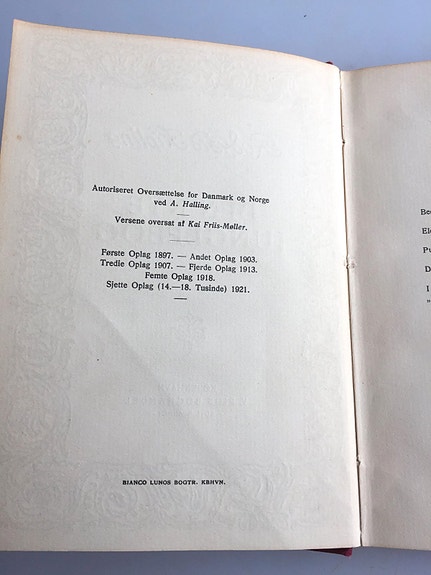 Autoriseret Oversættelse for Danmark og Norge
ved A. Halling.
Versene oversat af Kai Friis-Møller.
Første Oplag 1897. — Andet Oplag 1903.
Tredie Oplag 1907. — Fjerde Oplag 1913.
Femte Oplag 1918.
Sjette Oplag (14.—18. Tusinde) 1921.
BIANCO LUNOS BOGTR. KBHVN.